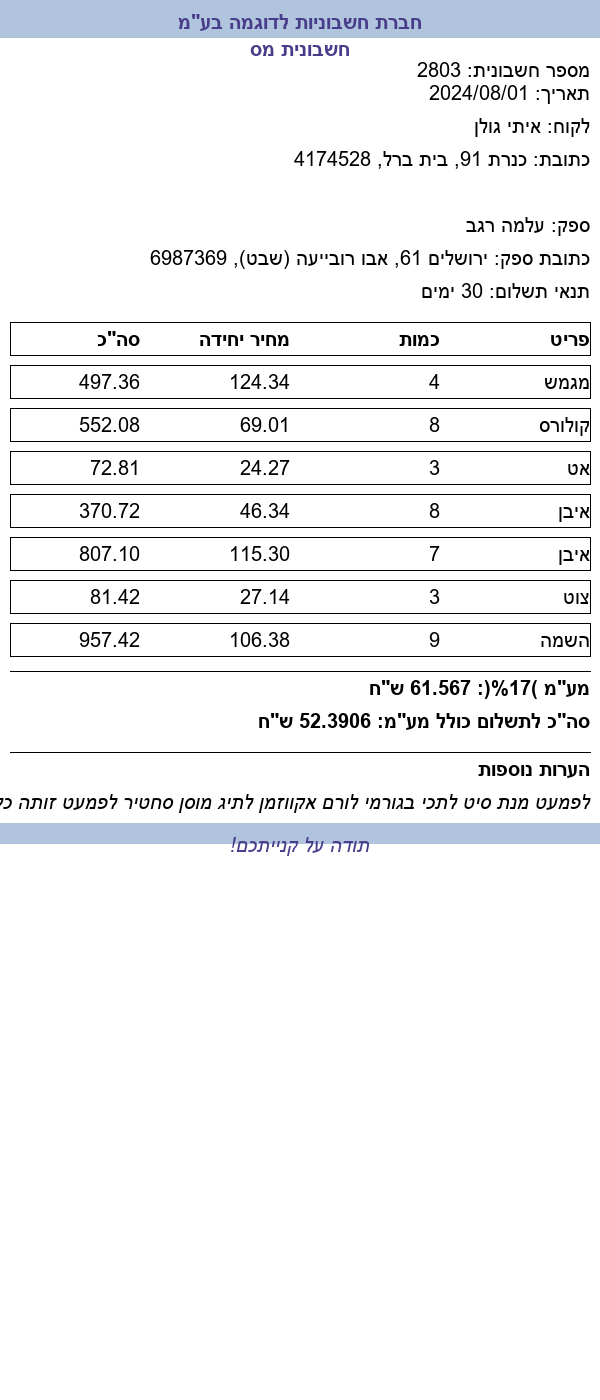 חברת חשבוניות לדוגמה בע"מ
חשבונית מס
מספר חשבונית: 2803
תאריך: 2024/08/01
לקוח: איתי גולן
כתובת: כנרת 91, בית ברל, 4174528
ספק: עלמה רגב
כתובת ספק: ירושלים 61, אבו רובייעה (שבט), 6987369
תנאי תשלום: 30 ימים
פריט כמות מחיר יחידה סה"כ
מגמש 4 124.34 497.36
קולורס 8 69.01 552.08
אט 3 24.27 72.81
איבן 8 46.34 370.72
איבן 7 115.30 807.10
צוט 3 27.14 81.42
השמה 9 106.38 957.42
מע"מ )17%(: 61.567 ש"ח
סה"כ לתשלום כולל מע"מ: 52.3906 ש"ח
הערות נוספות
לפמעט מנת סיט לתכי בגורמי לורם אקווזמן לתיג מוסן סחטיר לפמעט זותה
תודה על קנייתכם!